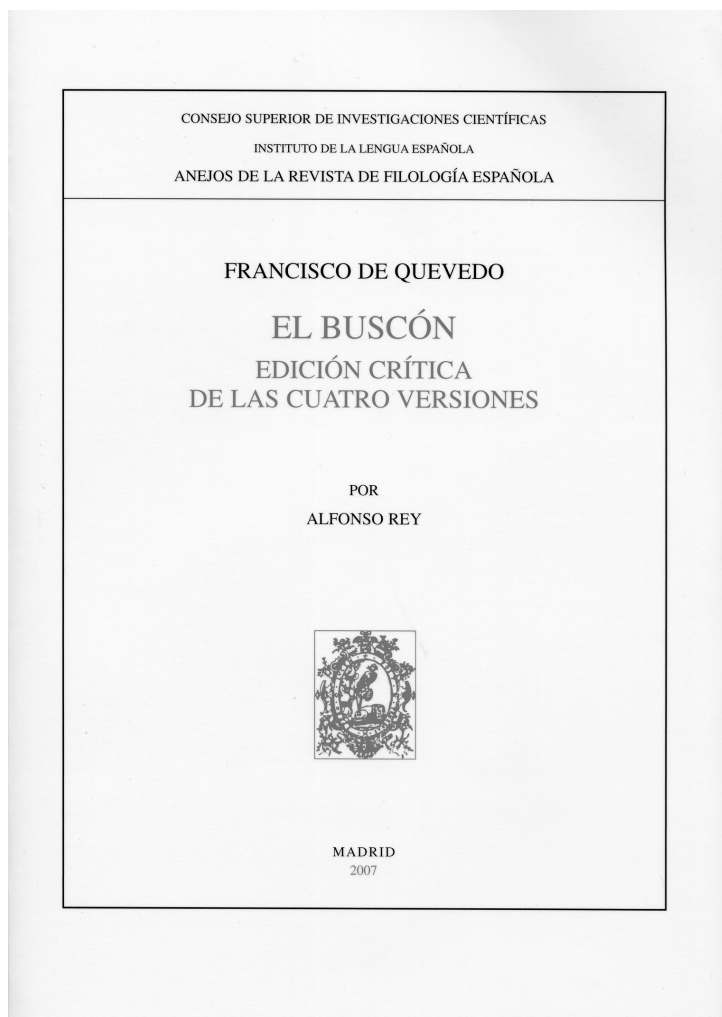 CONSEJO SUPERIOR DE INVESTIGACIONES CIENTÍFICAS
INSTITUTO DE LA LENGUA ESPAÑOLA
ANEJOS DE LA REVISTA DE FILOLOGÍA ESPAÑOLA
FRANCISCO DE QUEVEDO
EL BUSCÓN
EDICIÓN CRÍTICA
DE LAS CUATRO VERSIONES
POR
ALFONSO REY
MADRID
2007